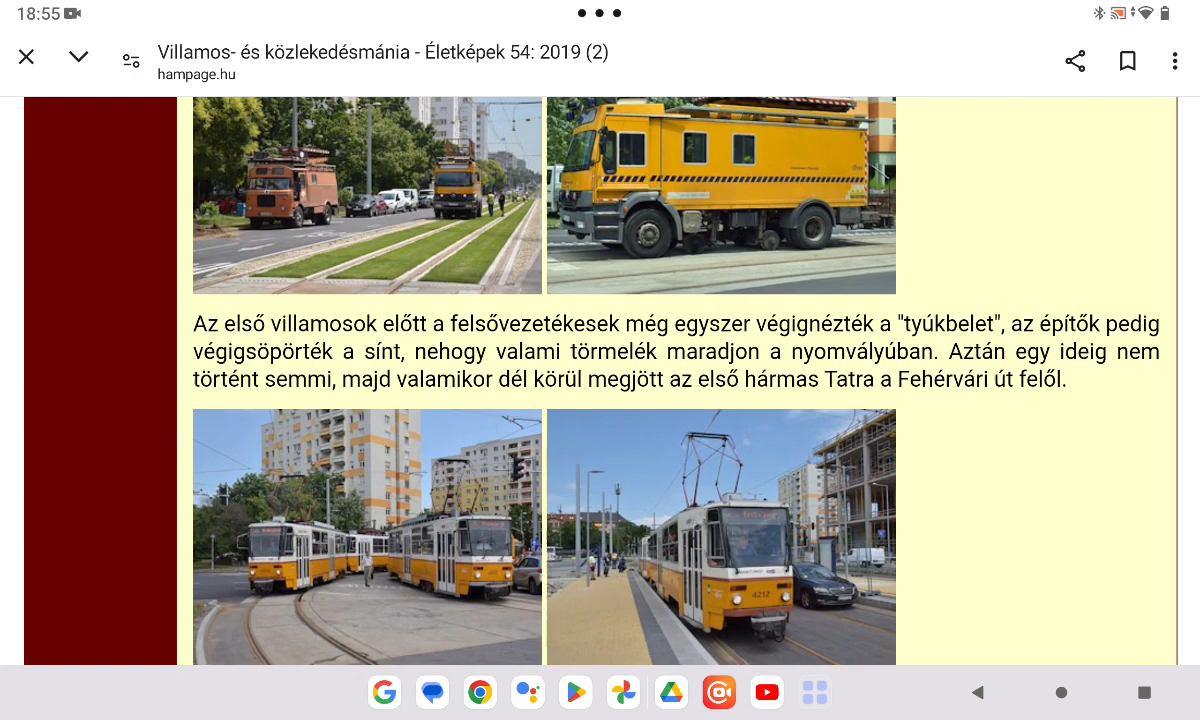 18:55
Villamos- és közlekedésmánia - Életképek 54: 2019 (2)
hampage.hu
Az első villamosok előtt a felsővezetékesek még egyszer végignézték a "tyúkbelet", az építők pedig
végigsöpörték a sínt, nehogy valami törmelék maradjon a nyomvályúban. Aztán egy ideig nem
történt semmi, majd valamikor dél körül megjött az első hármas Tatra a Fehérvári út felől.
4212